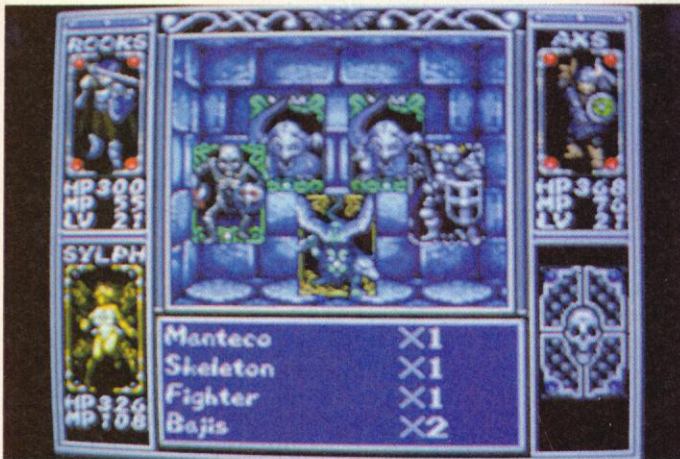 ROOKS
HP300
MP 55
LV 21
SYLPH
HP326
MP108
AXS
HP368
MP 76
LV 21
Manteco ×1
Skeleton ×1
Fighter ×1
Bajis ×2